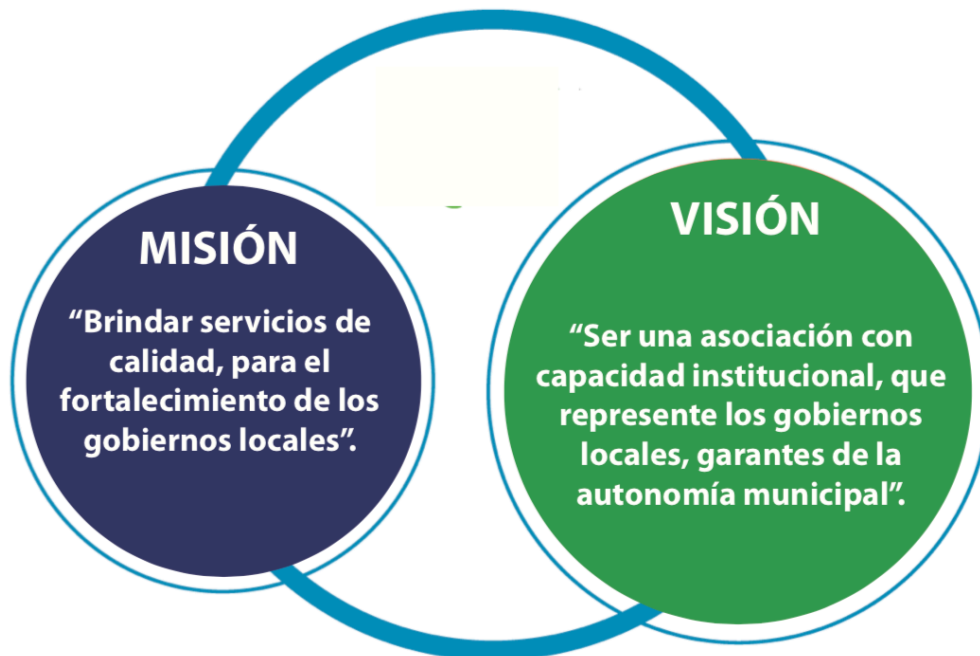 MISIÓN
“Brindar servicios de
calidad, para el
fortalecimiento de los
gobiernos locales”.
VISIÓN
“Ser una asociación con
capacidad institucional, que
represente los gobiernos
locales, garantes de la
autonomía municipal”.